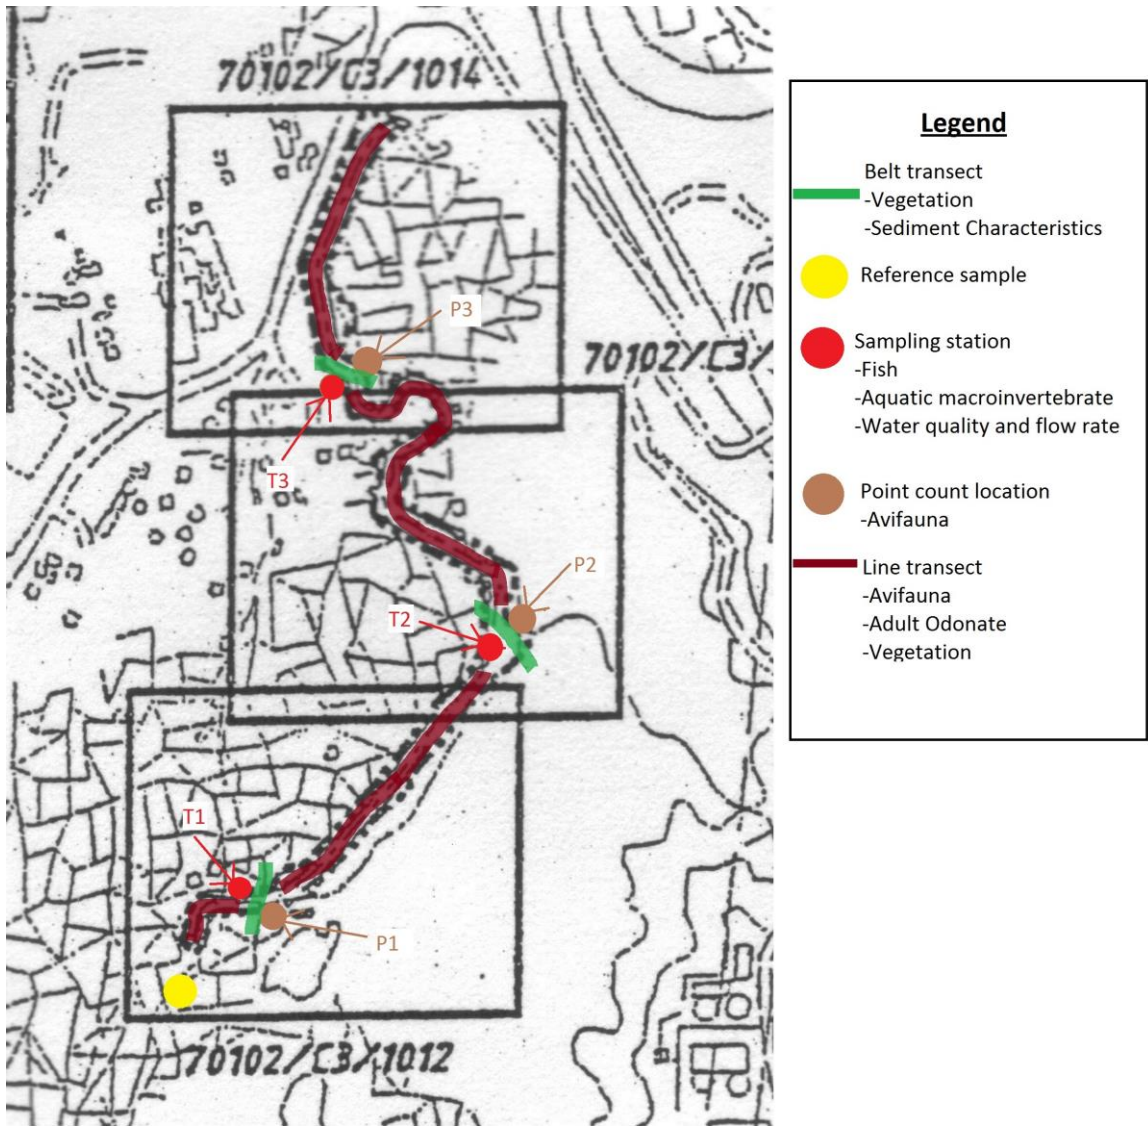 70102/C3/1014
P3
70102/C3/
T3
P2
T2
T1
P1
70102/C3/1012
Legend
Belt transect
-Vegetation
-Sediment Characteristics
Reference sample
Sampling station
-Fish
-Aquatic macroinvertebrate
-Water quality and flow rate
Point count location
-Avifauna
Line transect
-Avifauna
-Adult Odonate
-Vegetation